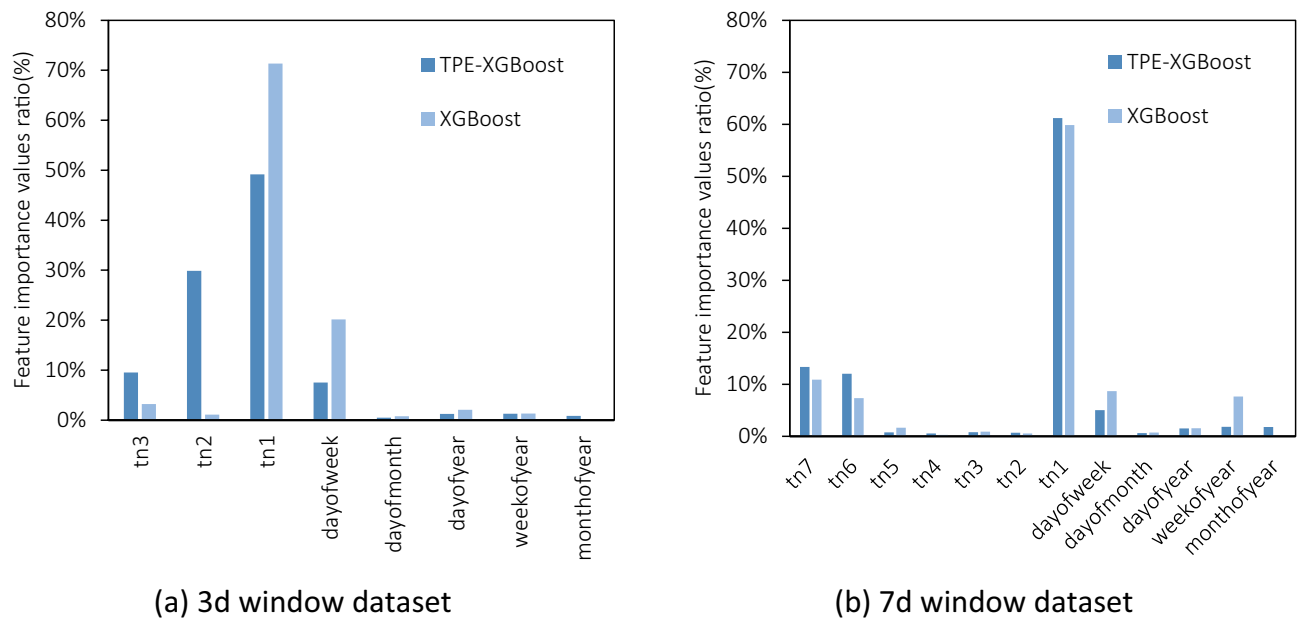 Feature importance values ratio(%)
80%
70%
60%
50%
40%
30%
20%
10%
0%
TPE-XGBoost
XGBoost
tn3
tn2
tn1
dayofweek
dayofmonth
dayofyear
weekofyear
monthofyear
(a) 3d window dataset
Feature importance values ratio(%)
80%
70%
60%
50%
40%
30%
20%
10%
0%
TPE-XGBoost
XGBoost
tn7
tn6
tn5
tn4
tn3
tn2
tn1
dayofweek
dayofmonth
dayofyear
weekofyear
monthofyear
(b) 7d window dataset